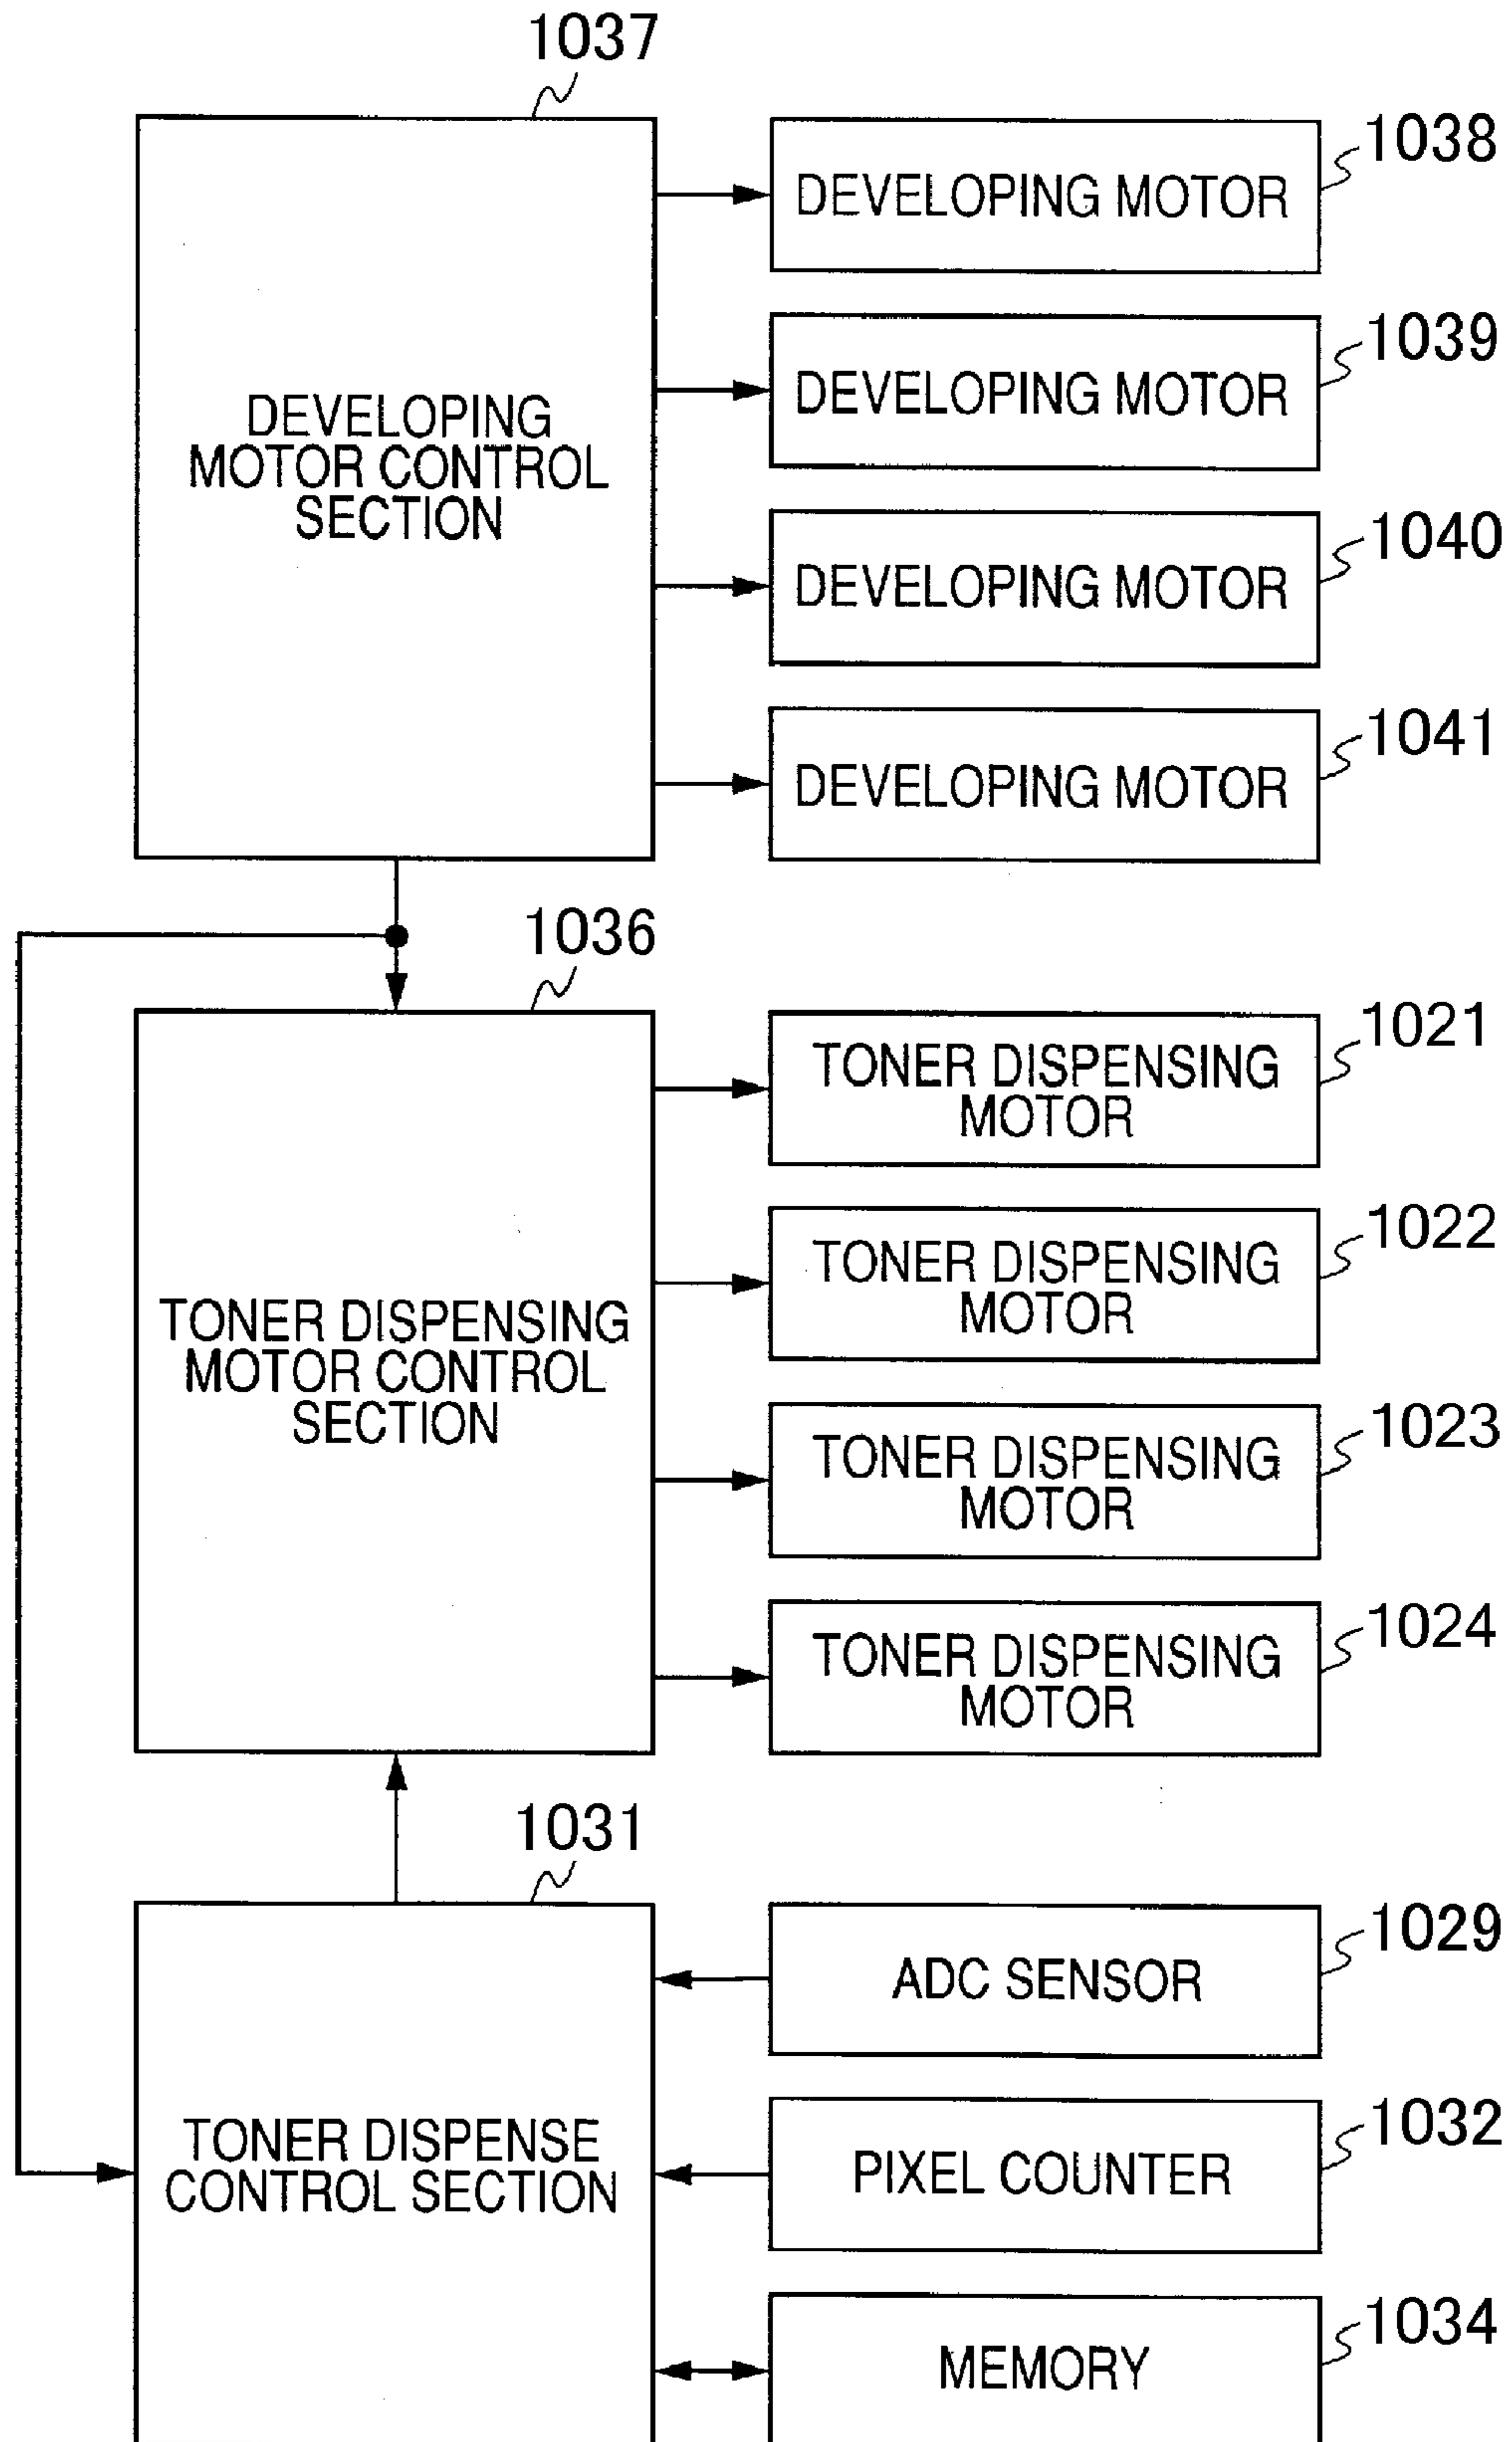 1037
DEVELOPING
MOTOR CONTROL
SECTION
1038
DEVELOPING MOTOR
1039
DEVELOPING MOTOR
1040
DEVELOPING MOTOR
1041
DEVELOPING MOTOR
1036
TONER DISPENSING
MOTOR CONTROL
SECTION
1021
TONER DISPENSING
MOTOR
1022
TONER DISPENSING
MOTOR
1023
TONER DISPENSING
MOTOR
1024
TONER DISPENSING
MOTOR
1031
TONER DISPENSE
CONTROL SECTION
1029
ADC SENSOR
1032
PIXEL COUNTER
1034
MEMORY